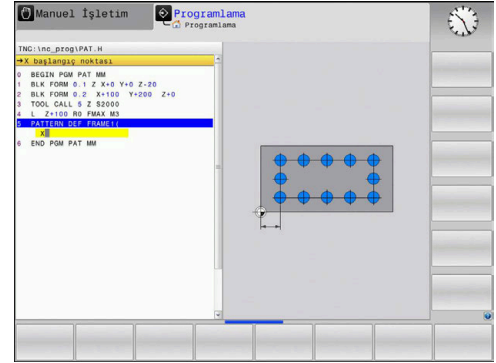 Manuel İşletim
Programlama
Programlama
TNC:\nc_prog\PAT.H
→X başlangıç noktası
0 BEGIN PGM PAT MM
1 BLK FORM 0.1 Z X+0 Y+0 Z-20
2 BLK FORM 0.2 X+100 Y+200 Z+0
3 TOOL CALL 5 Z S2000
4 L Z+100 R0 FMAX M3
5 PATTERN DEF FRAME1(
X
6 END PGM PAT MM